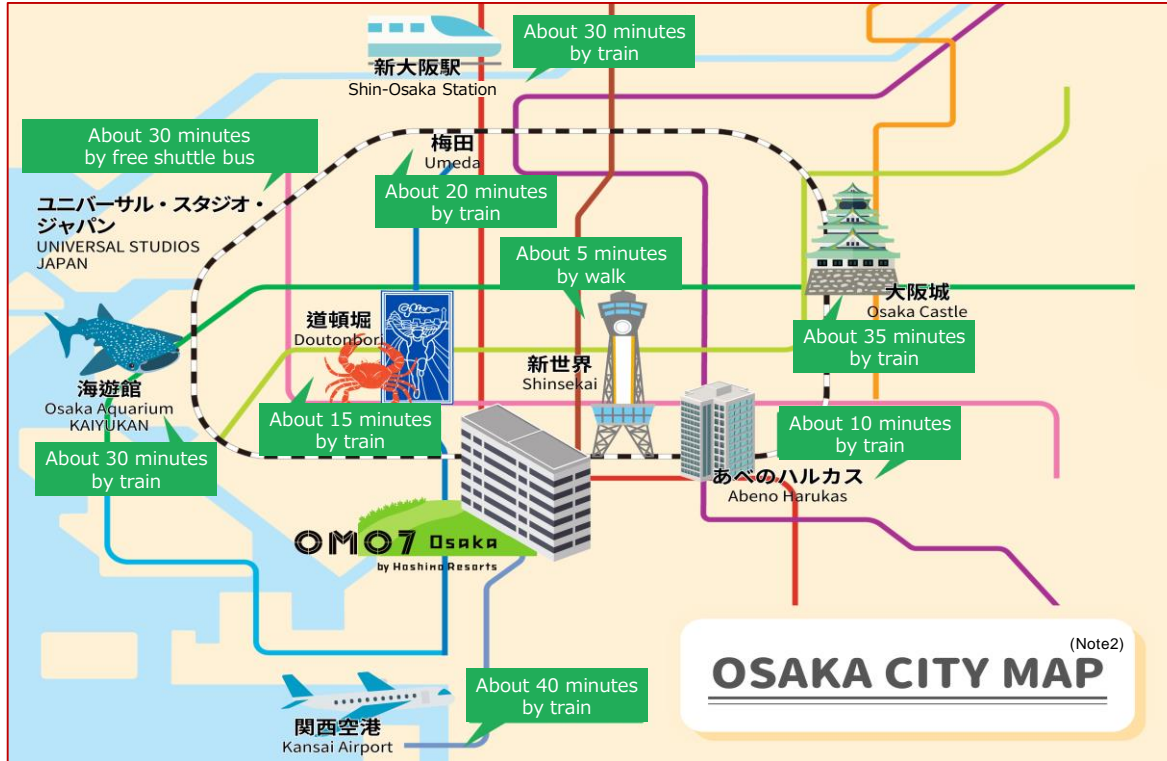 About 30 minutes
by train
新大阪駅
Shin-Osaka Station
About 30 minutes
by free shuttle bus
梅田
Umeda
About 20 minutes
by train
ユニバーサル・スタジオ・
ジャパン
UNIVERSAL STUDIOS
JAPAN
About 5 minutes
by walk
大阪城
Osaka Castle
About 35 minutes
by train
道頓堀
Doutonbori
新世界
Shinsekai
海遊館
Osaka Aquarium
KAIYUKAN
About 15 minutes
by train
About 10 minutes
by train
About 30 minutes
by train
あべのハルカス
Abeno Harukas
OMO7 Osaka
by Hoshino Resorts
(Note2)
OSAKA CITY MAP
About 40 minutes
by train
関西空港
Kansai Airport